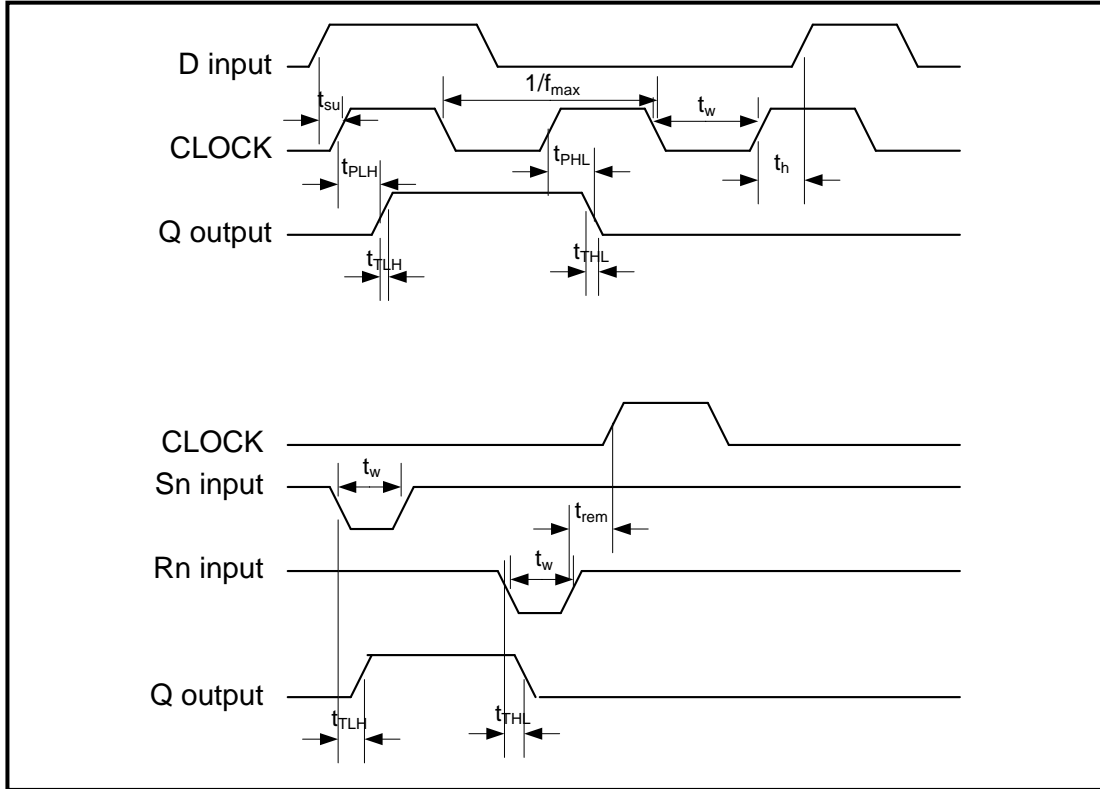 D input
1/fmax
tsu
tw
CLOCK
tPLH
tPHL
th
Q output
tTLH
tTHL
CLOCK
tw
Sn input
trem
tw
Rn input
Q output
tTLH
tTHL